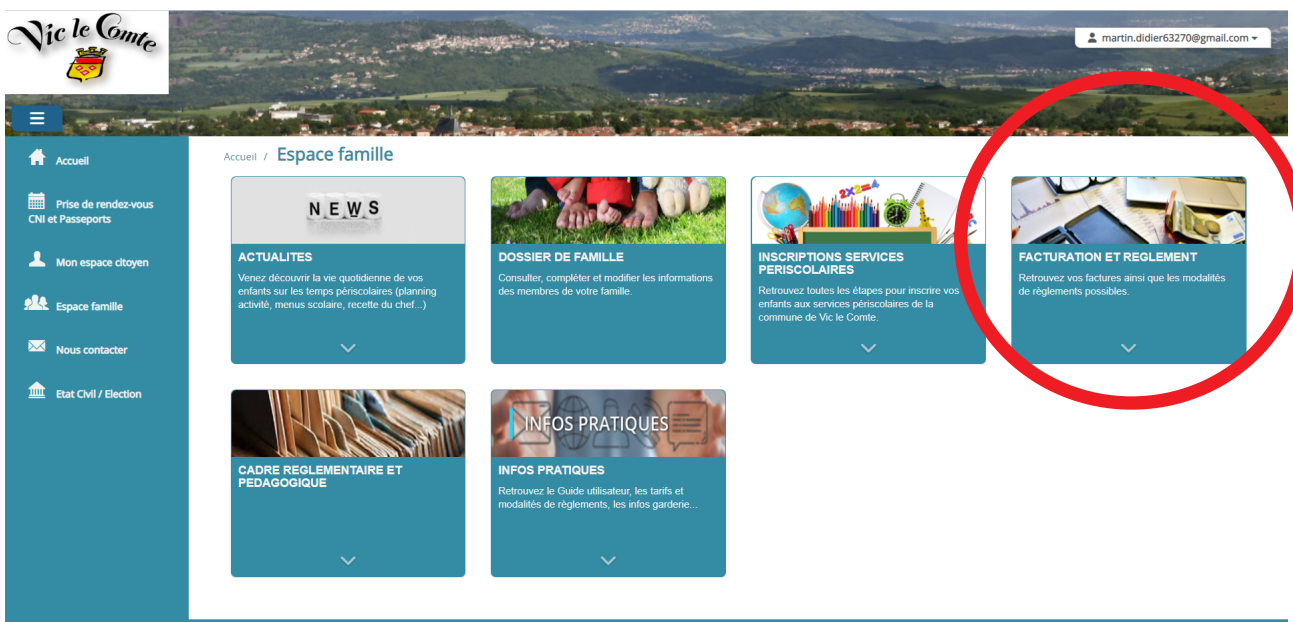 Vic le Comte
martin.didier63270@gmail.com
Accueil
Prise de rendez-vous
CNI et Passeports
Mon espace citoyen
Espace famille
Nous contacter
Etat Civil / Election
Accueil / Espace famille
NEWS
ACTUALITES
Venez découvrir la vie quotidienne de vos
enfants sur les temps périscolaires (planning
activité, menus scolaire, recette du chef...)
DOSSIER DE FAMILLE
Consulter, compléter et modifier les informations
des membres de votre famille.
2X2=4
INSCRIPTIONS SERVICES
PERISCOLAIRES
Retrouvez toutes les étapes pour inscrire vos
enfants aux services périscolaires de la
commune de Vic le Comte.
FACTURATION ET REGLEMENT
Retrouvez vos factures ainsi que les modalités
de règlements possibles.
CADRE REGLEMENTAIRE ET
PEDAGOGIQUE
INFOS PRATIQUES
INFOS PRATIQUES
Retrouvez le Guide utilisateur, les tarifs et
modalités de règlements, les infos garderie...